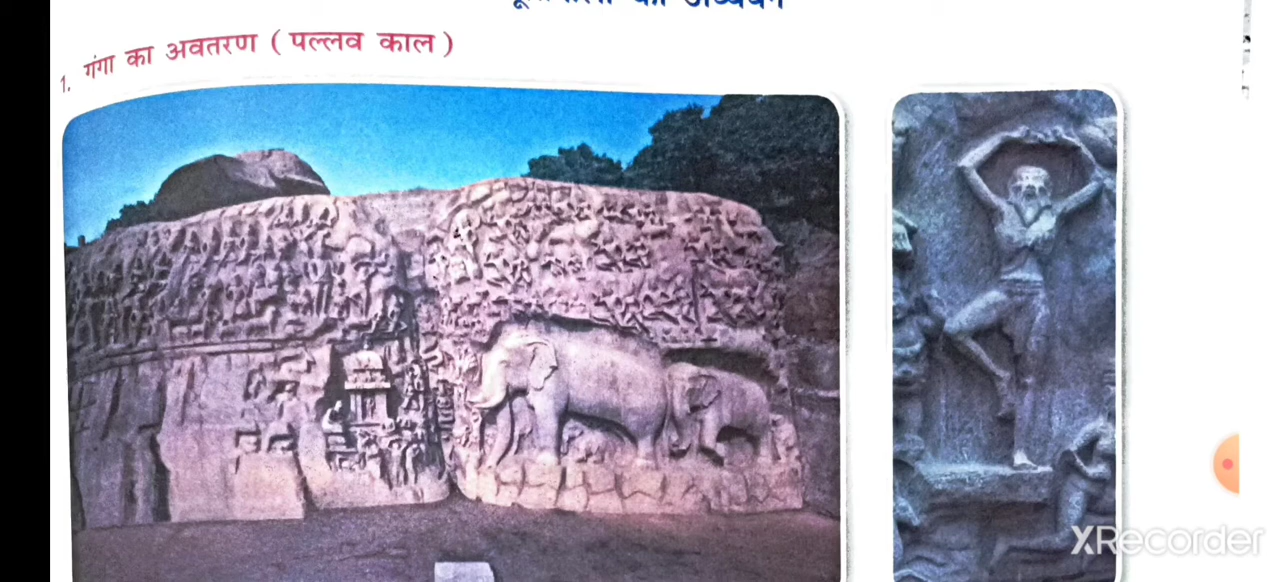 1. गंगा का अवतरण ( पल्लव काल )
XRecorder